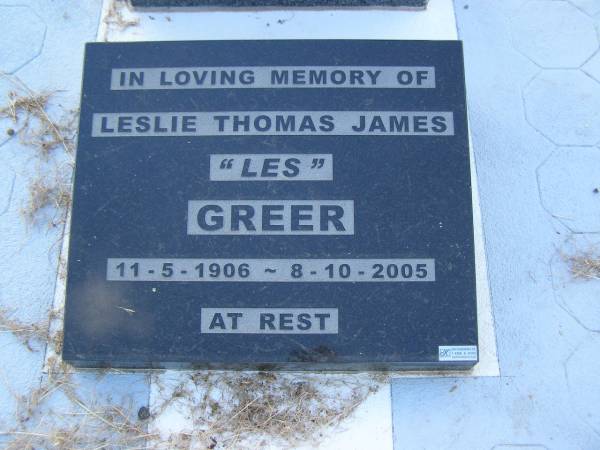 IN LOVING MEMORY OF
LESLIE THOMAS JAMES
"LES"
GREER
11-5-1906 ~ 8-10-2005
AT REST